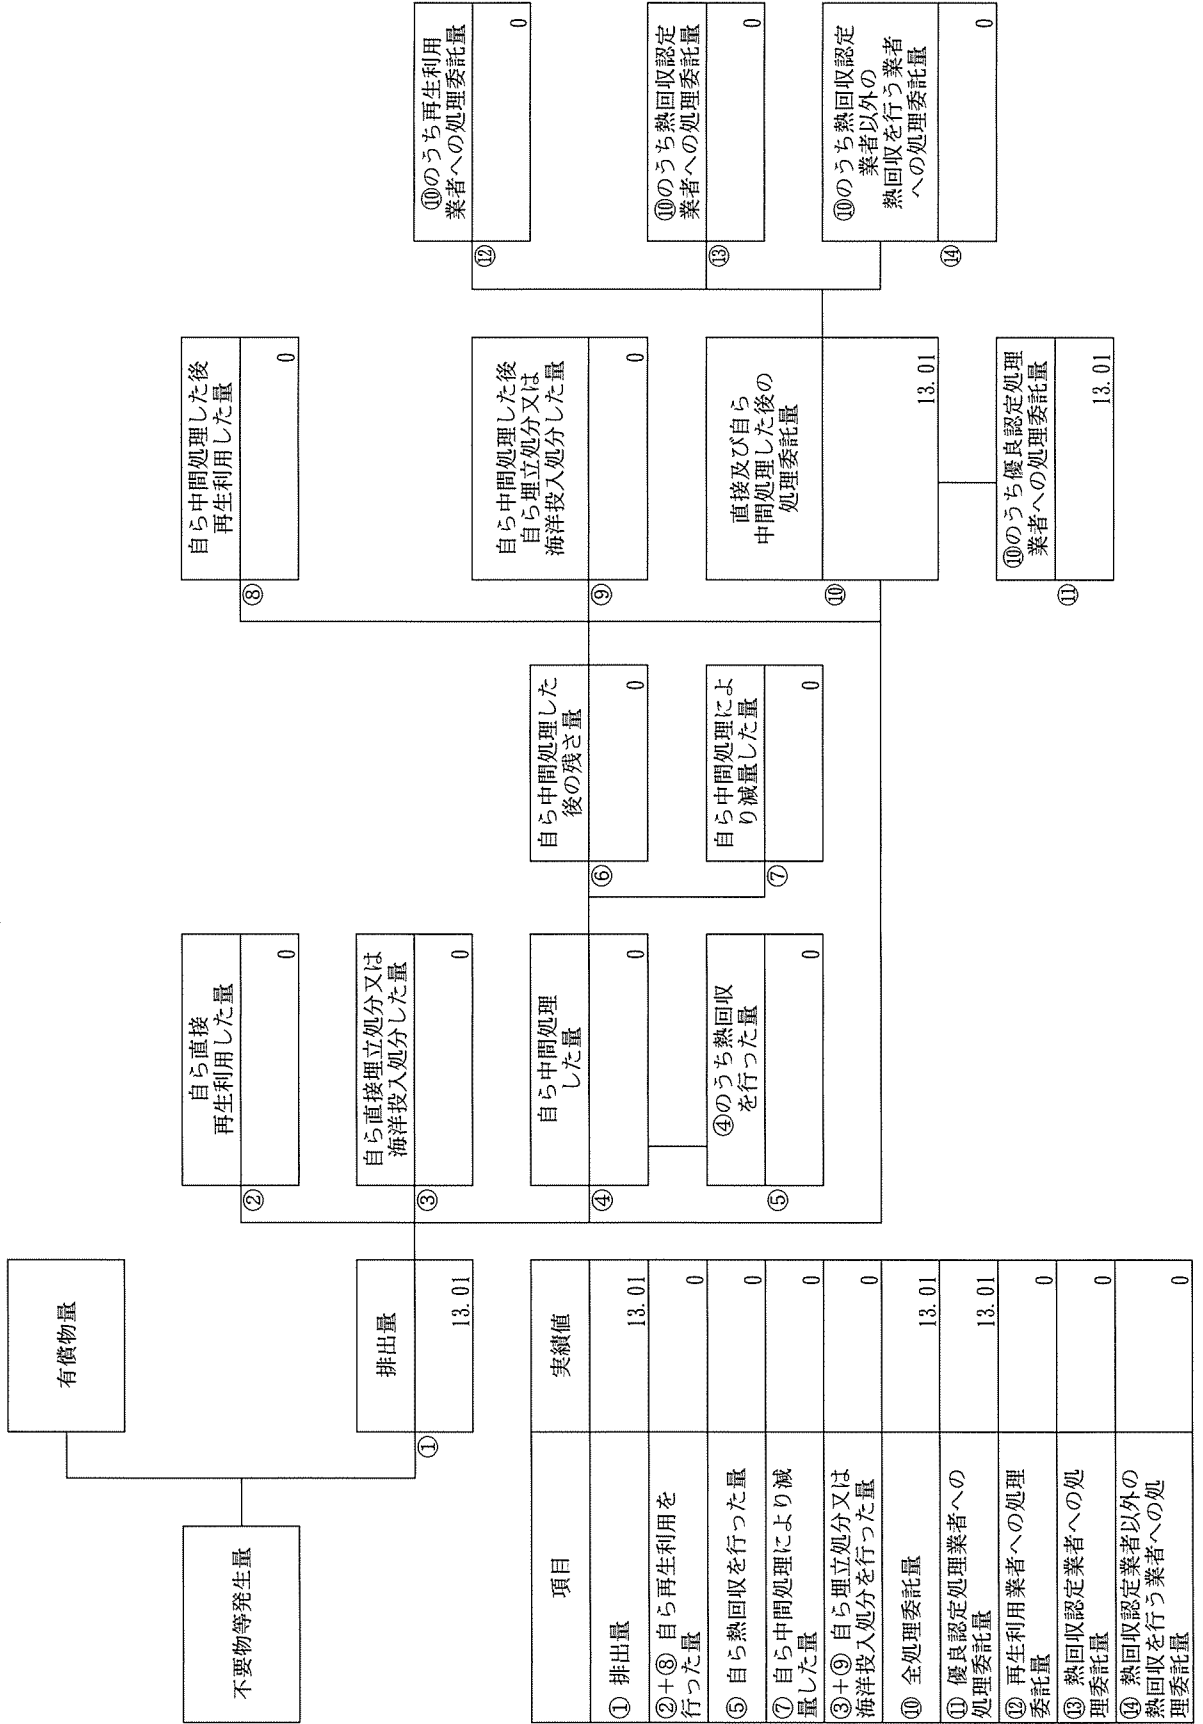 有償物量
不要物等発生量
排出量
①
13.01
自ら直接
再生利用した量
②
0
自ら直接埋立処分又は
海洋投入処分した量
③
0
自ら中間処理
した量
④
0
④のうち熱回収
を行った量
⑤
0
自ら中間処理した
後の残さ量
⑥
0
自ら中間処理によ
り減量した量
⑦
0
自ら中間処理した後
再生利用した量
⑧
0
自ら中間処理した後
自ら埋立処分又は
海洋投入処分した量
⑨
0
直接及び自ら
中間処理した後の
処理委託量
⑩
13.01
⑩のうち優良認定処理
業者への処理委託量
⑪
13.01
⑩のうち再生利用
業者への処理委託量
⑫
0
⑩のうち熱回収認定
業者への処理委託量
⑬
0
⑩のうち熱回収認定
業者以外の
熱回収を行う業者
への処理委託量
⑭
0
項目 実績値
① 排出量 13.01
②+⑧ 自ら再生利用を
行った量 0
⑤ 自ら熱回収を行った量 0
⑦ 自ら中間処理により減
量した量 0
③+⑨ 自ら埋立処分又は
海洋投入処分を行った量 0
⑩ 全処理委託量 13.01
⑪ 優良認定処理業者への
処理委託量 13.01
⑫ 再生利用業者への処理
委託量 0
⑬ 熱回収認定業者への処
理委託量 0
⑭ 熱回収認定業者以外の
熱回収を行う業者への処
理委託量 0